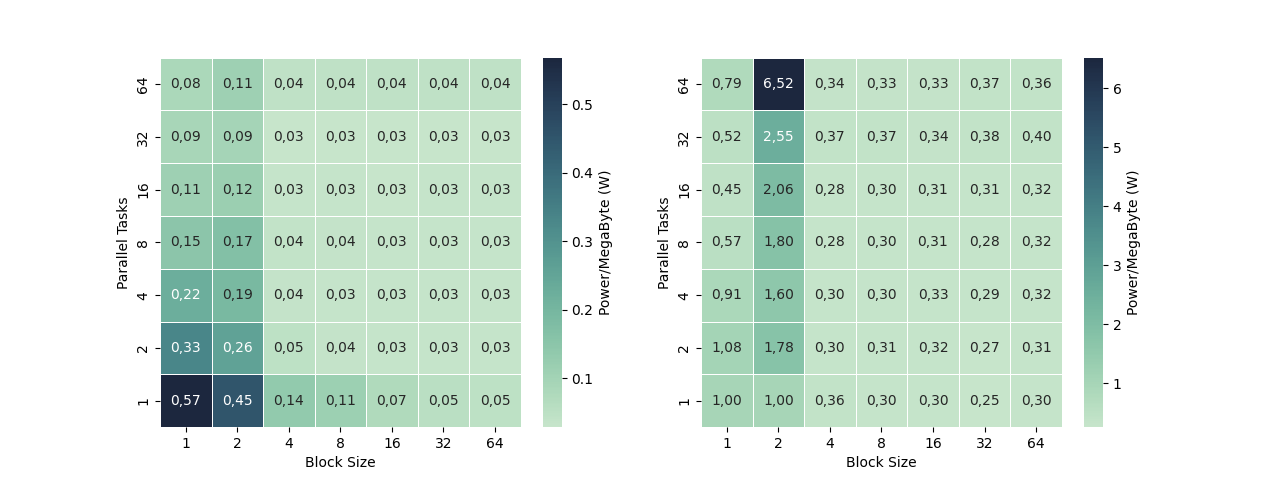 64 0,08 0,11 0,04 0,04 0,04 0,04 0,04
32 0,09 0,09 0,03 0,03 0,03 0,03 0,03
16 0,11 0,12 0,03 0,03 0,03 0,03 0,03
8 0,15 0,17 0,04 0,04 0,03 0,03 0,03
4 0,22 0,19 0,04 0,03 0,03 0,03 0,03
2 0,33 0,26 0,05 0,04 0,03 0,03 0,03
1 0,57 0,45 0,14 0,11 0,07 0,05 0,05
1 2 4 8 16 32 64
Block Size
Parallel Tasks
0.5
0.4
0.3
0.2
0.1
Power/MegaByte (W)
64 0,79 6,52 0,34 0,33 0,33 0,37 0,36
32 0,52 2,55 0,37 0,37 0,34 0,38 0,40
16 0,45 2,06 0,28 0,30 0,31 0,31 0,32
8 0,57 1,80 0,28 0,30 0,31 0,28 0,32
4 0,91 1,60 0,30 0,30 0,33 0,29 0,32
2 1,08 1,78 0,30 0,31 0,32 0,27 0,31
1 1,00 1,00 0,36 0,30 0,30 0,25 0,30
1 2 4 8 16 32 64
Block Size
Parallel Tasks
6
5
4
3
2
1
Power/MegaByte (W)